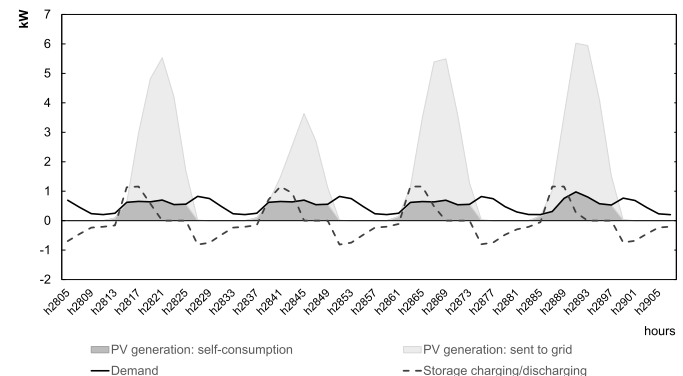 kW
7
6
5
4
3
2
1
0
-1
-2
h2805 h2809 h2813 h2817 h2821 h2825 h2829 h2833 h2837 h2841 h2845 h2849 h2853 h2857 h2861 h2865 h2869 h2873 h2877 h2881 h2885 h2889 h2893 h2897 h2901 h2905
hours
PV generation: self-consumption PV generation: sent to grid
Demand Storage charging/discharging